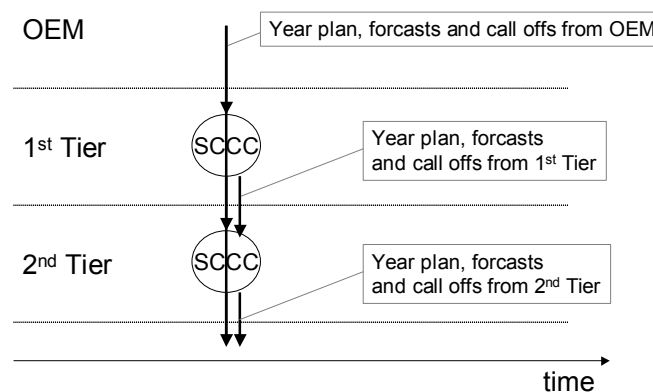 OEM
Year plan, forcasts and call offs from OEM
1st Tier
SCCC
Year plan, forcasts
and call offs from 1st Tier
2nd Tier
SCCC
Year plan, forcasts
and call offs from 2nd Tier
time